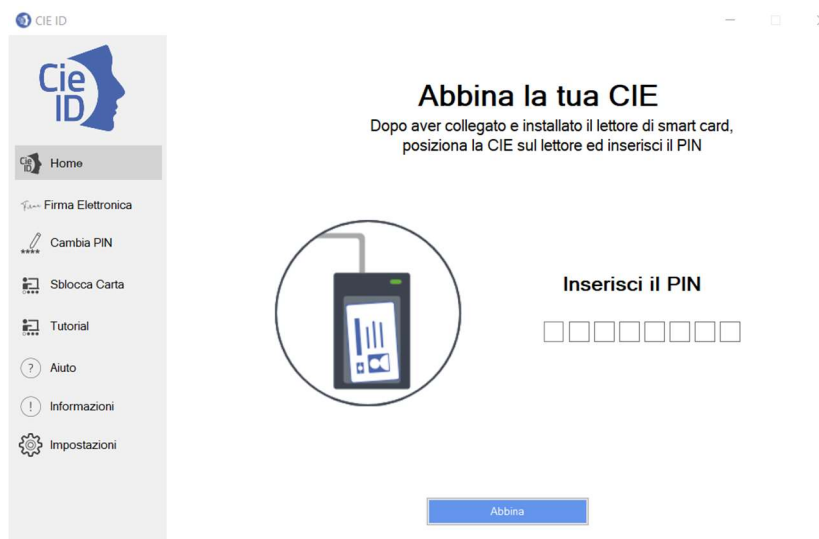 CIE ID
Cie
ID
Home
Firma Elettronica
Cambia PIN
Sblocca Carta
Tutorial
Aiuto
Informazioni
Impostazioni
Abbina la tua CIE
Dopo aver collegato e installato il lettore di smart card,
posiziona la CIE sul lettore ed inserisci il PIN
Inserisci il PIN
Abbina